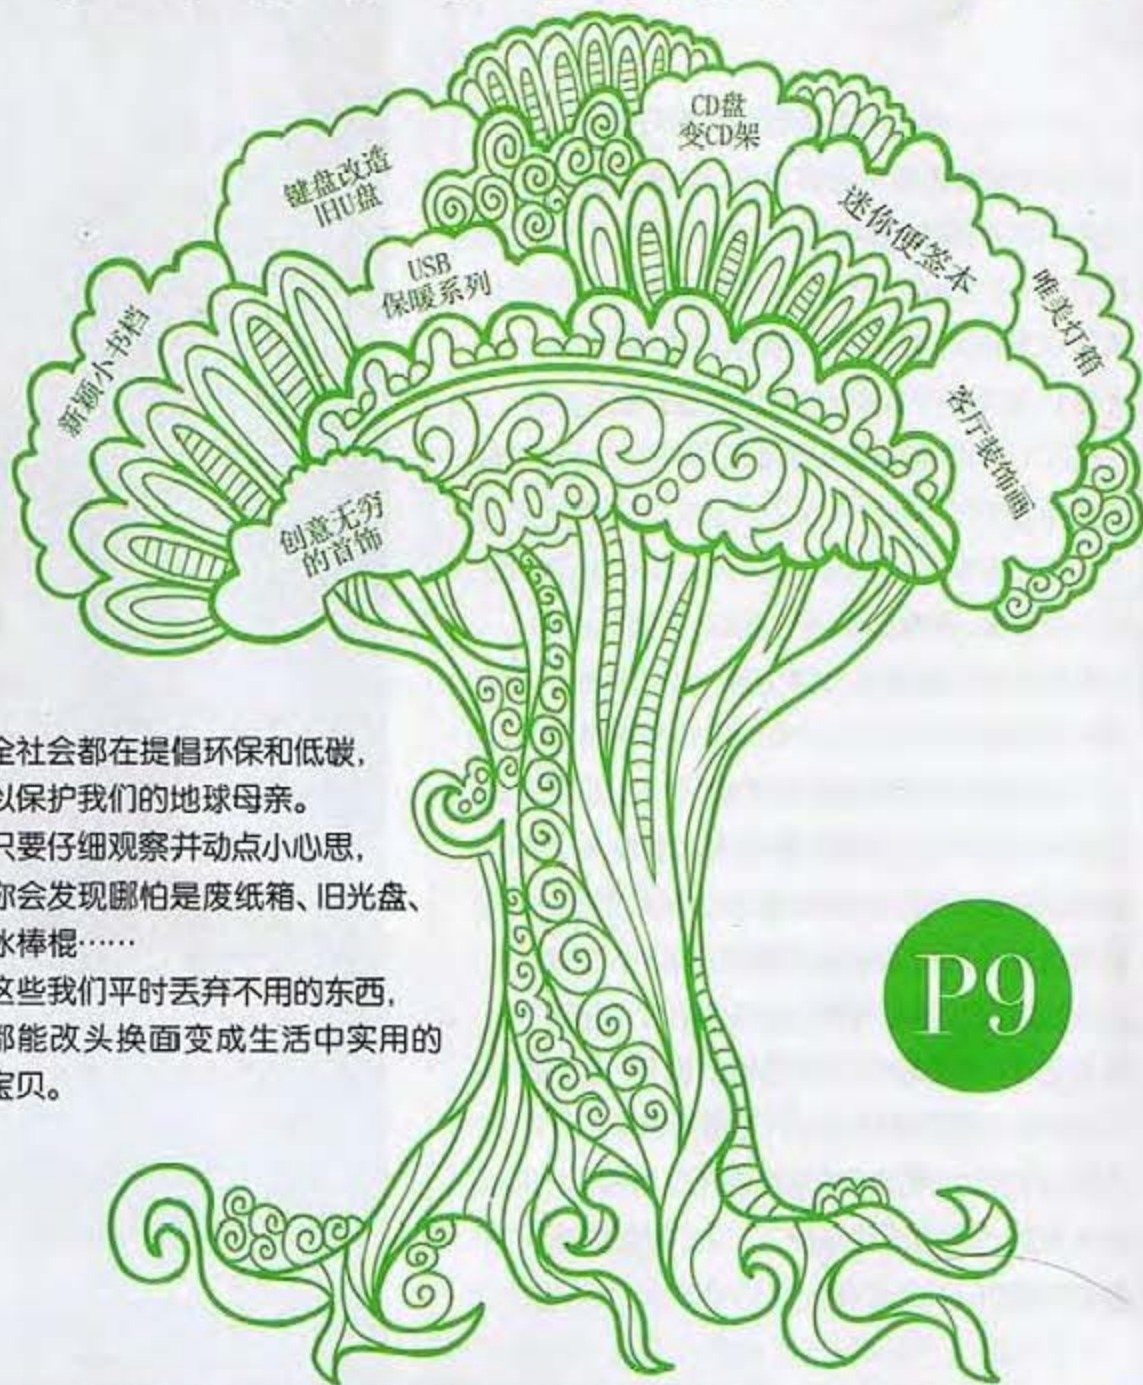 CD盘
变CD架
键盘改造
旧U盘
迷你便签本
USB
保暖系列
唯美灯箱
新颖小书档
客厅装饰画
创意无穷
的首饰
全社会都在提倡环保和低碳,
以保护我们的地球母亲。
只要仔细观察并动点小心思,
你会发现哪怕是废纸箱、旧光盘、
冰棒棍……
这些我们平时丢弃不用的东西,
都能改头换面变成生活中实用的
宝贝。
P9